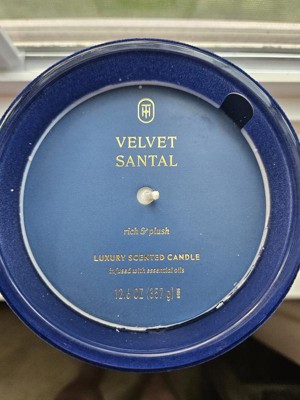 VELVET
SANTAL
rich & plush
LUXURY SCENTED CANDLE
infused with essential oils
12.6 OZ (357 g)